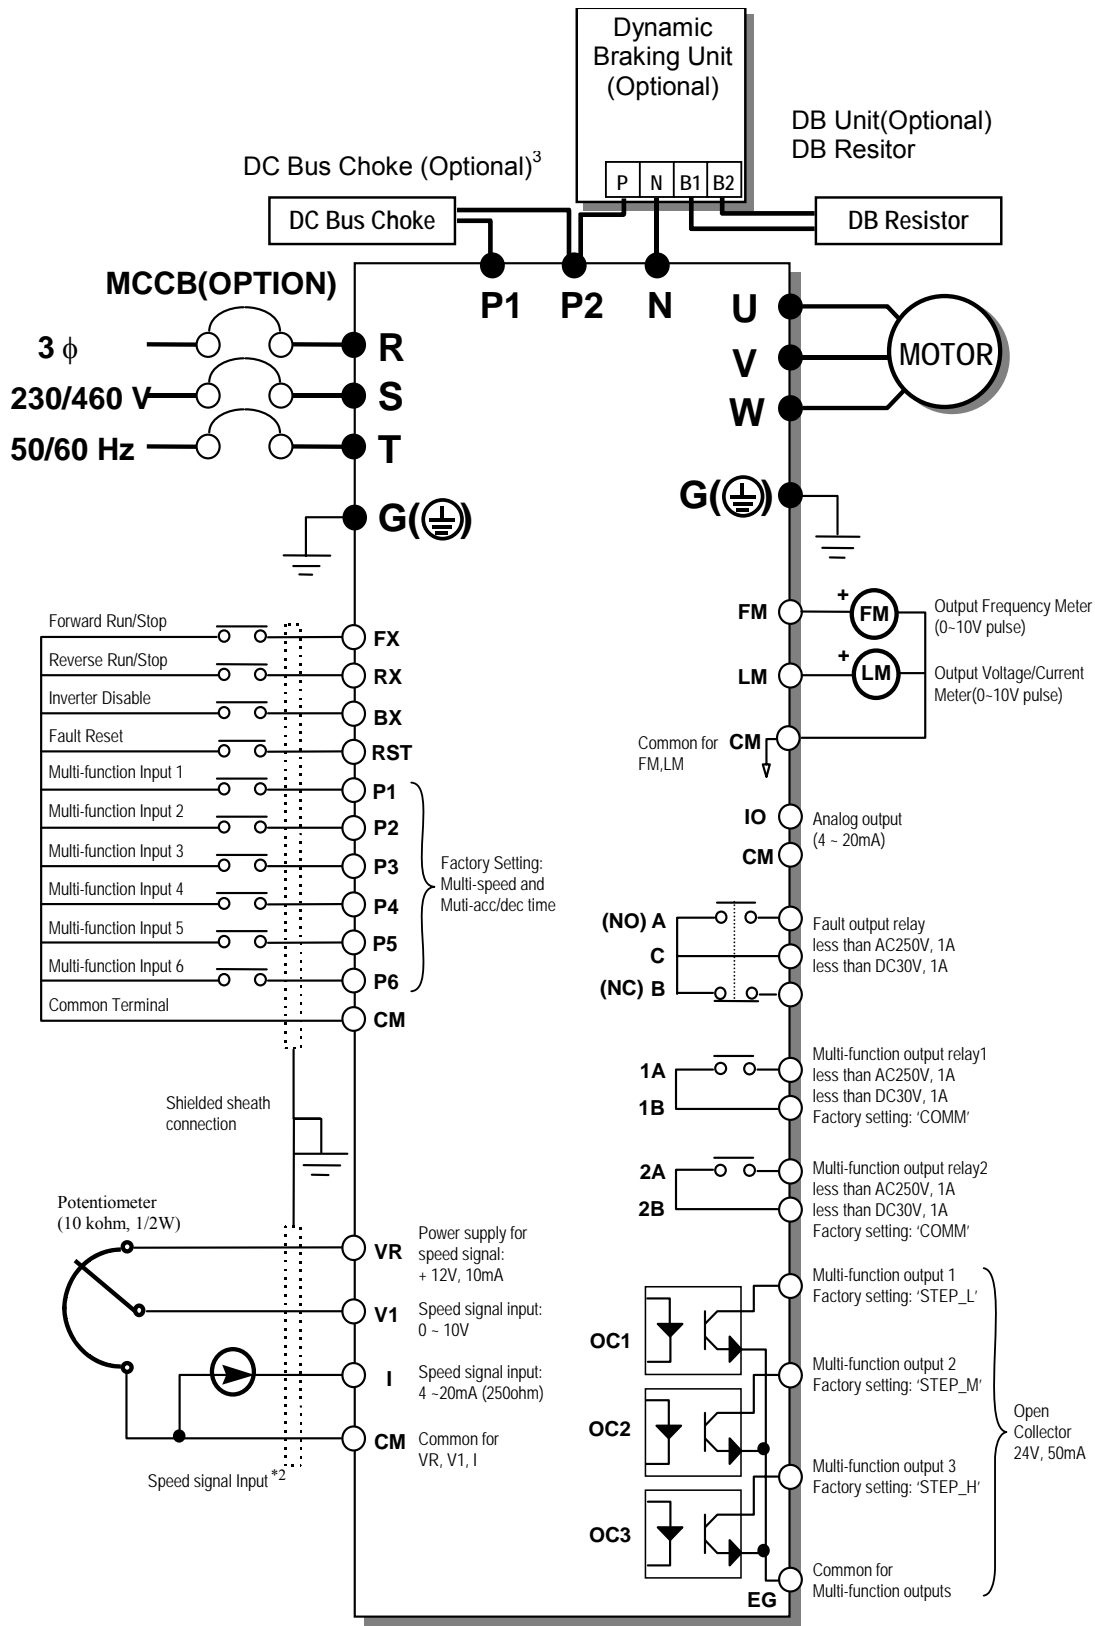 Dynamic
Braking Unit
(Optional)
DB Unit(Optional)
DB Resitor
DC Bus Choke (Optional)3
P N B1 B2
DC Bus Choke
DB Resistor
MCCB(OPTION)
P1 P2 N
U
V
W
MOTOR
3 ϕ
230/460 V
50/60 Hz
R
S
T
G( )
G( )
Forward Run/Stop
FX
Reverse Run/Stop
RX
Inverter Disable
BX
Fault Reset
RST
Multi-function Input 1
P1
Multi-function Input 2
P2
Multi-function Input 3
P3
Multi-function Input 4
P4
Multi-function Input 5
P5
Multi-function Input 6
P6
Common Terminal
CM
Factory Setting:
Multi-speed and
Muti-acc/dec time
Shielded sheath
connection
Potentiometer
(10 kohm, 1/2W)
VR
Power supply for
speed signal:
+ 12V, 10mA
V1
Speed signal input:
0 ~ 10V
I
Speed signal input:
4 ~20mA (250ohm)
CM
Common for
VR, V1, I
Speed signal Input *2
FM
+
FM
Output Frequency Meter
(0~10V pulse)
LM
+
LM
Output Voltage/Current
Meter(0~10V pulse)
Common for
FM,LM
CM
IO
Analog output
(4 ~ 20mA)
CM
(NO) A
C
(NC) B
Fault output relay
less than AC250V, 1A
less than DC30V, 1A
1A
1B
Multi-function output relay1
less than AC250V, 1A
less than DC30V, 1A
Factory setting: ‘COMM’
2A
2B
Multi-function output relay2
less than AC250V, 1A
less than DC30V, 1A
Factory setting: ‘COMM’
OC1
Multi-function output 1
Factory setting: ‘STEP_L’
OC2
Multi-function output 2
Factory setting: ‘STEP_M’
OC3
Multi-function output 3
Factory setting: ‘STEP_H’
Open
Collector
24V, 50mA
EG
Common for
Multi-function outputs